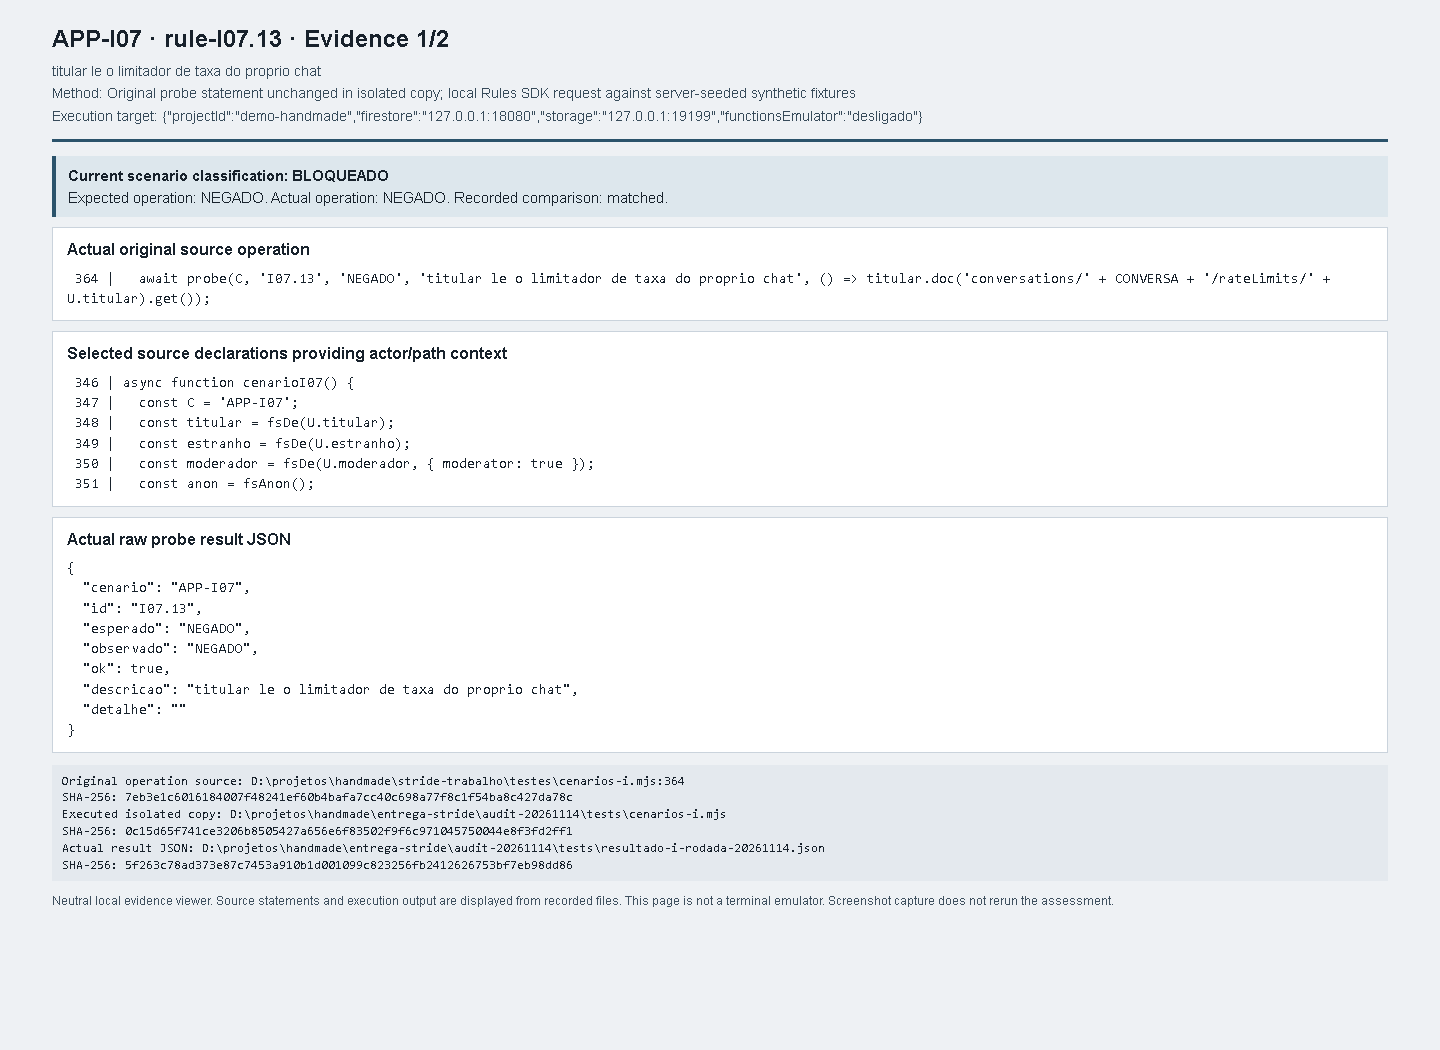 APP-I07 · rule-I07.13 · Evidence 1/2
titular le o limitador de taxa do proprio chat
Method: Original probe statement unchanged in isolated copy; local Rules SDK request against server-seeded synthetic fixtures
Execution target: {"projectId":"demo-handmade","firestore":"127.0.0.1:18080","storage":"127.0.0.1:19199","functionsEmulator":"desligado"}
Current scenario classification: BLOQUEADO
Expected operation: NEGADO. Actual operation: NEGADO. Recorded comparison: matched.
Actual original source operation
364 |   await probe(C, 'I07.13', 'NEGADO', 'titular le o limitador de taxa do proprio chat', () => titular.doc('conversations/' + CONVERSA + '/rateLimits/' +
U.titular).get());
Selected source declarations providing actor/path context
346 | async function cenarioI07() {
347 |   const C = 'APP-I07';
348 |   const titular = fsDe(U.titular);
349 |   const estranho = fsDe(U.estranho);
350 |   const moderador = fsDe(U.moderador, { moderator: true });
351 |   const anon = fsAnon();
Actual raw probe result JSON
{
  "cenario": "APP-I07",
  "id": "I07.13",
  "esperado": "NEGADO",
  "observado": "NEGADO",
  "ok": true,
  "descricao": "titular le o limitador de taxa do proprio chat",
  "detalhe": ""
}
Original operation source: D:\projetos\handmade\stride-trabalho\testes\cenarios-i.mjs:364
SHA-256: 7eb3e1c6016184007f48241ef60b4bafa7cc40c698a77f8c1f54ba8c427da78c
Executed isolated copy: D:\projetos\handmade\entrega-stride\audit-20261114\tests\cenarios-i.mjs
SHA-256: 0c15d65f741ce3206b8505427a656e6f83502f9f6c971045750044e8f3fd2ff1
Actual result JSON: D:\projetos\handmade\entrega-stride\audit-20261114\tests\resultado-i-rodada-20261114.json
SHA-256: 5f263c78ad373e87c7453a910b1d001099c823256fb2412626753bf7eb98dd86
Neutral local evidence viewer. Source statements and execution output are displayed from recorded files. This page is not a terminal emulator. Screenshot capture does not rerun the assessment.